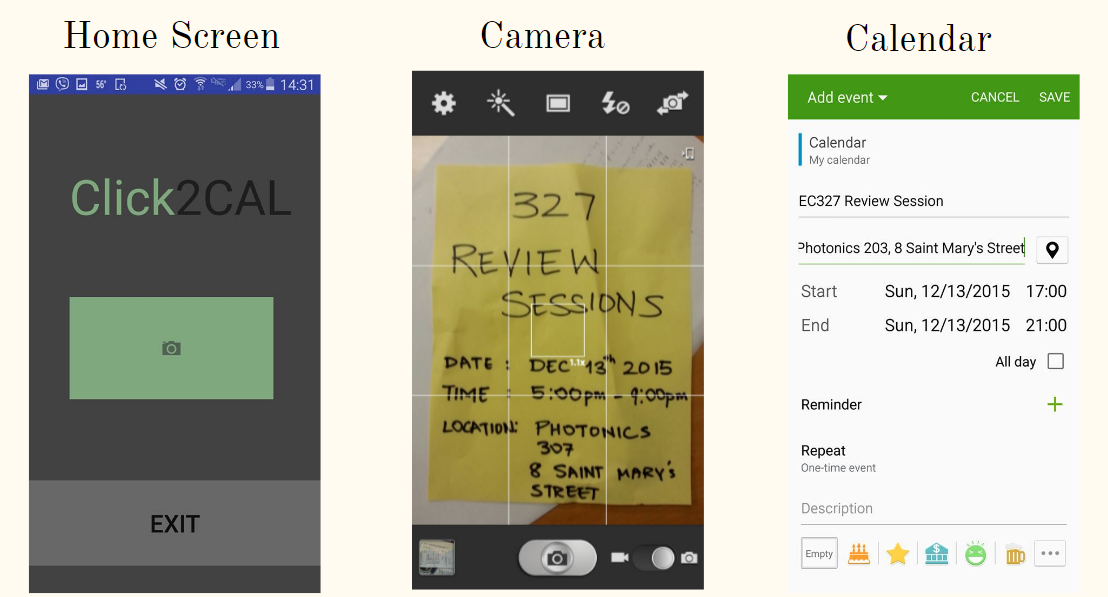 Home Screen
56°
33% 14:31
Click2CAL
EXIT
Camera
327
REVIEW
SESSIONS
1.1x
DATE : DEC 13th 2015
TIME : 5:00pm - 9:00pm
LOCATION: PHOTONICS
307
8 SAINT MARY'S
STREET
Calendar
Add event CANCEL SAVE
Calendar
My calendar
EC327 Review Session
Photonics 203, 8 Saint Mary's Street
Start Sun, 12/13/2015 17:00
End Sun, 12/13/2015 21:00
All day
Reminder
Repeat
One-time event
Description
Empty